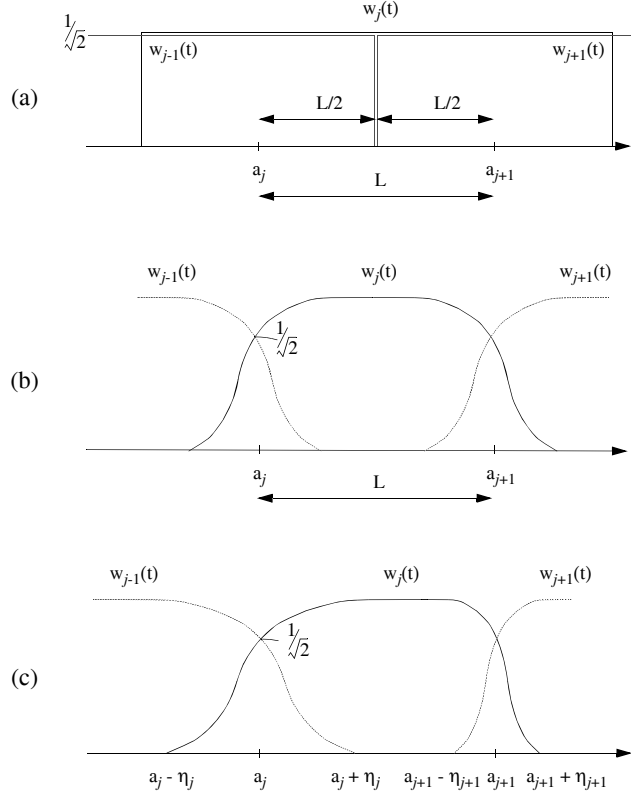 w_j(t)
1/√2
w_{j-1}(t) w_{j+1}(t)
(a)
L/2 L/2
a_j a_{j+1}
L
w_{j-1}(t) w_j(t) w_{j+1}(t)
1/√2
(b)
a_j a_{j+1}
L
w_{j-1}(t) w_j(t) w_{j+1}(t)
1/√2
(c)
a_j - η_j a_j a_j + η_j a_{j+1} - η_{j+1} a_{j+1} a_{j+1} + η_{j+1}